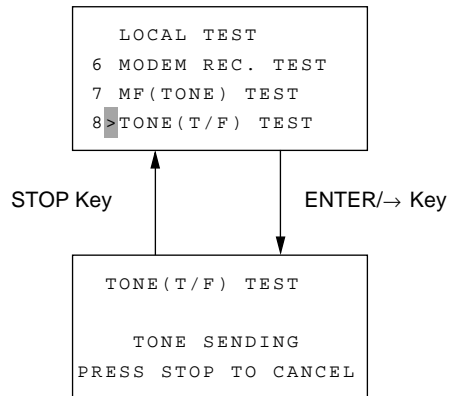 LOCAL TEST
6 MODEM REC. TEST
7 MF(TONE) TEST
8>TONE(T/F) TEST
STOP Key
ENTER/→ Key
TONE(T/F) TEST
TONE SENDING
PRESS STOP TO CANCEL